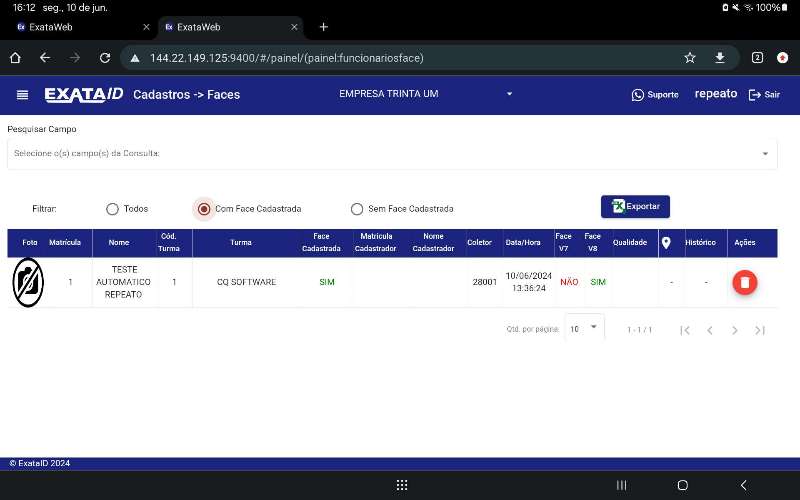 16:12 seg., 10 de jun.
100%
ExataWeb
ExataWeb
144.22.149.125:9400/#/painel/(painel:funcionariosface)
2
EXATA ID
Cadastros -> Faces
EMPRESA TRINTA UM
Suporte
repeato
Sair
Pesquisar Campo
Selecione o(s) campo(s) da Consulta:
Filtrar:
Todos
Com Face Cadastrada
Sem Face Cadastrada
Exportar
Foto
Matrícula
Nome
Cód. Turma
Turma
Face Cadastrada
Matrícula Cadastrador
Nome Cadastrador
Coletor
Data/Hora
Face V7
Face V8
Qualidade
Histórico
Ações
1
TESTE AUTOMATICO REPEATO
1
CQ SOFTWARE
SIM
28001
10/06/2024 13:36:24
NÃO
SIM
-
-
Qtd. por página:
10
1 - 1 / 1
© ExataID 2024